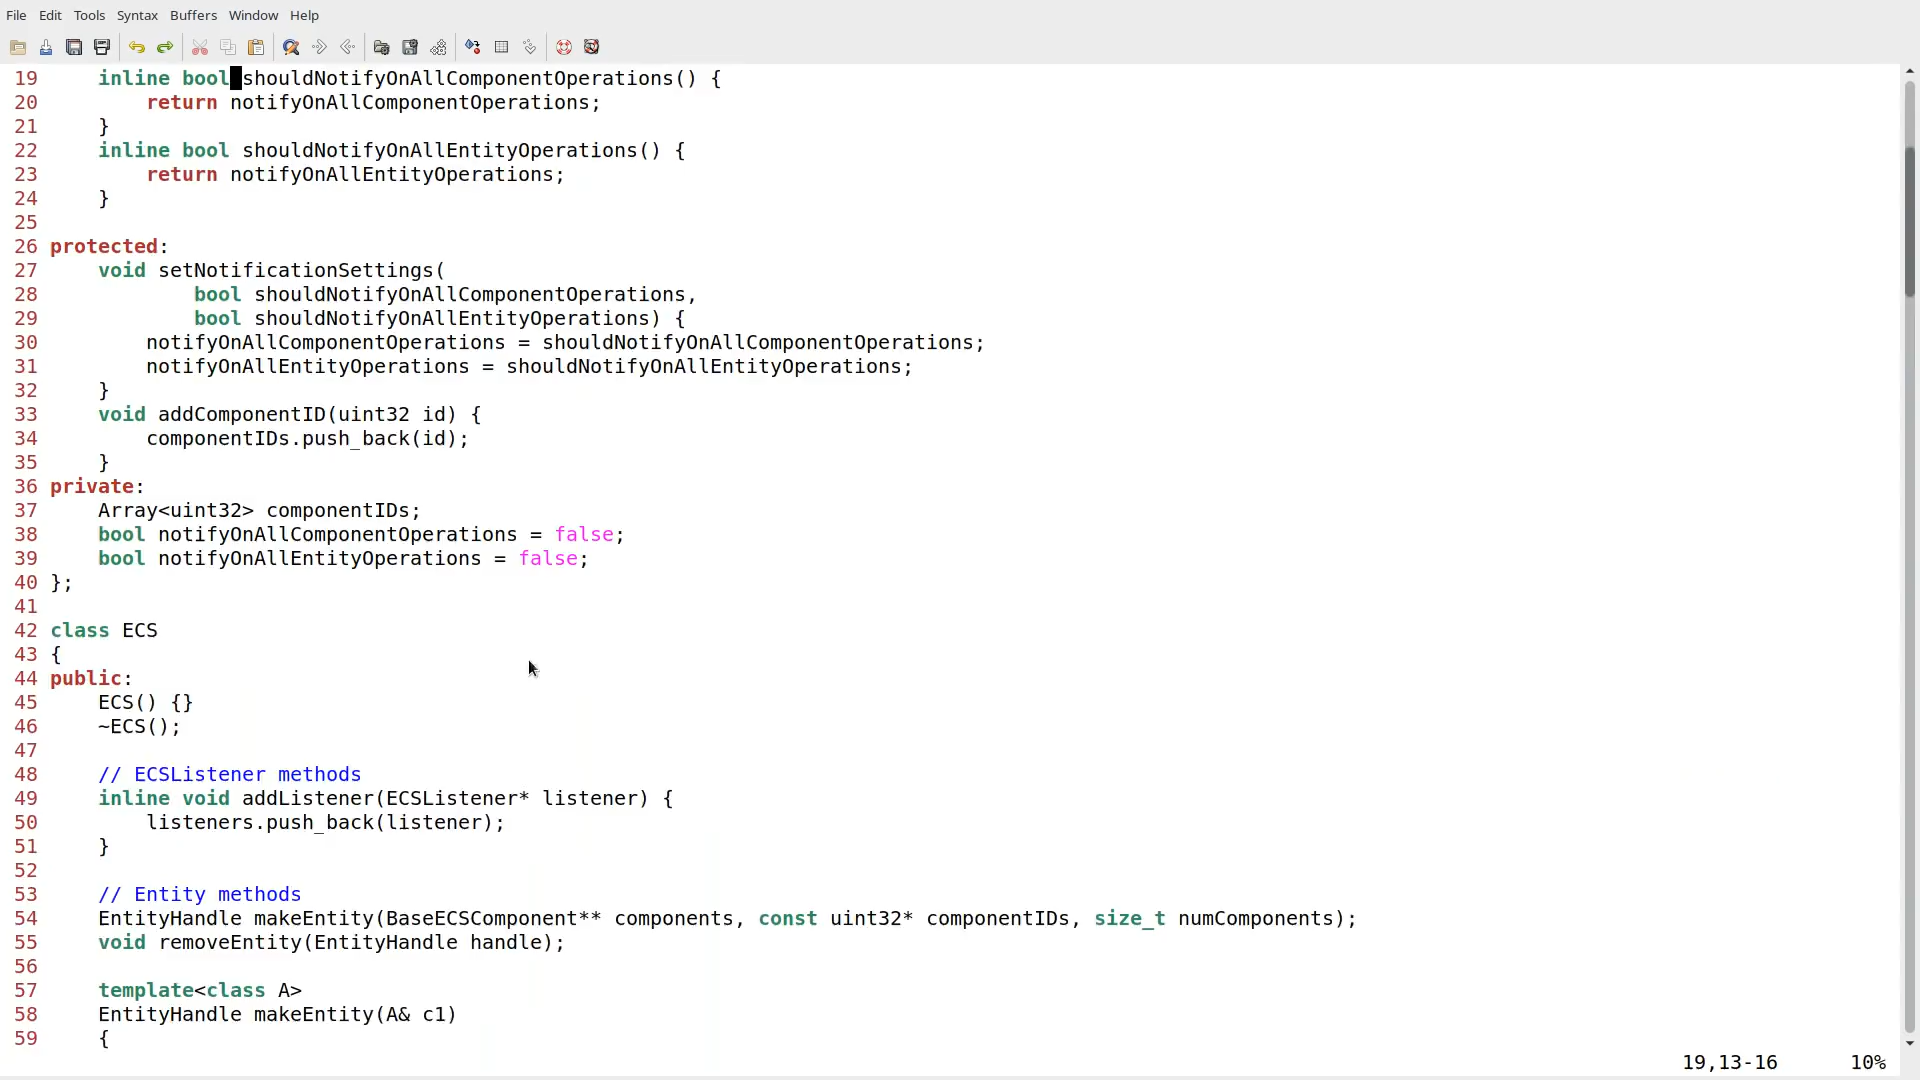 File Edit Tools Syntax Buffers Window Help
19     inline bool shouldNotifyOnAllComponentOperations() {
20         return notifyOnAllComponentOperations;
21     }
22     inline bool shouldNotifyOnAllEntityOperations() {
23         return notifyOnAllEntityOperations;
24     }
25
26 protected:
27     void setNotificationSettings(
28             bool shouldNotifyOnAllComponentOperations,
29             bool shouldNotifyOnAllEntityOperations) {
30         notifyOnAllComponentOperations = shouldNotifyOnAllComponentOperations;
31         notifyOnAllEntityOperations = shouldNotifyOnAllEntityOperations;
32     }
33     void addComponentID(uint32 id) {
34         componentIDs.push_back(id);
35     }
36 private:
37     Array<uint32> componentIDs;
38     bool notifyOnAllComponentOperations = false;
39     bool notifyOnAllEntityOperations = false;
40 };
41
42 class ECS
43 {
44 public:
45     ECS() {}
46     ~ECS();
47
48     // ECSListener methods
49     inline void addListener(ECSListener* listener) {
50         listeners.push_back(listener);
51     }
52
53     // Entity methods
54     EntityHandle makeEntity(BaseECSComponent** components, const uint32* componentIDs, size_t numComponents);
55     void removeEntity(EntityHandle handle);
56
57     template<class A>
58     EntityHandle makeEntity(A& c1)
59     {
19,13-16 10%